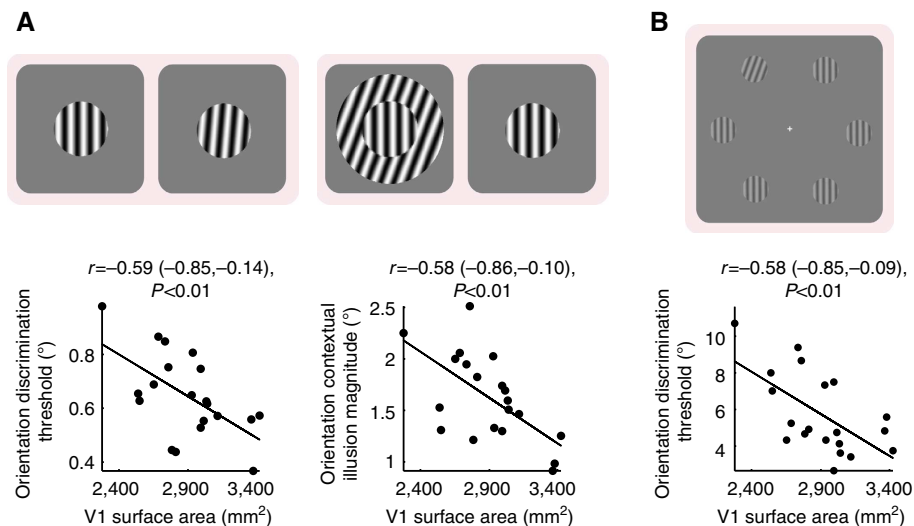 A
B
r=–0.59 (–0.85,–0.14),
P<0.01
Orientation discrimination
threshold (°)
0.8
0.6
0.4
2,400 2,900 3,400
V1 surface area (mm²)
r=–0.58 (–0.86,–0.10),
P<0.01
Orientation contextual
illusion magnitude (°)
2.5
2
1.5
1
2,400 2,900 3,400
V1 surface area (mm²)
r=–0.58 (–0.85,–0.09),
P<0.01
Orientation discrimination
threshold (°)
10
8
6
4
2,400 2,900 3,400
V1 surface area (mm²)